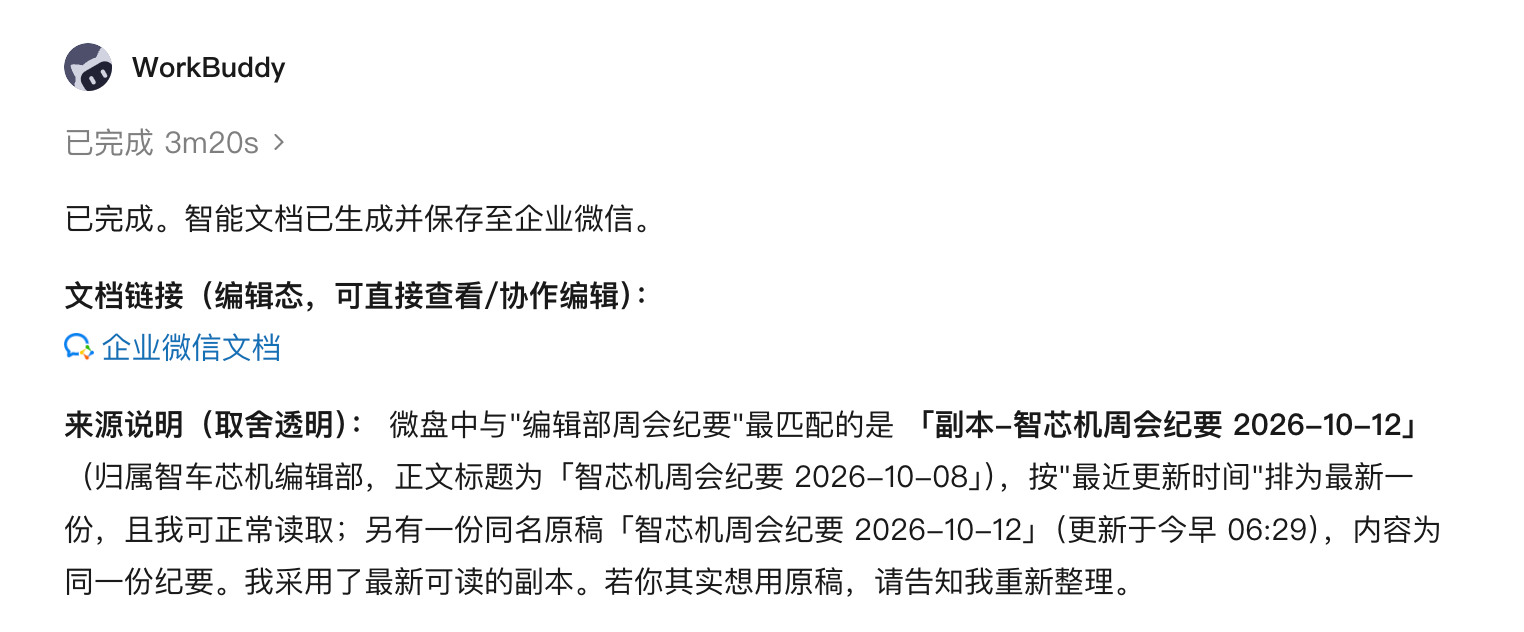 WorkBuddy
已完成 3m20s >
已完成。智能文档已生成并保存至企业微信。
文档链接（编辑态，可直接查看/协作编辑）：
企业微信文档
来源说明（取舍透明）： 微盘中与"编辑部周会纪要"最匹配的是 「副本-智芯机周会纪要 2026-10-12」
（归属智车芯机编辑部，正文标题为「智芯机周会纪要 2026-10-08」），按"最近更新时间"排为最新一
份，且我可正常读取；另有一份同名原稿「智芯机周会纪要 2026-10-12」（更新于今早 06:29），内容为
同一份纪要。我采用了最新可读的副本。若你其实想用原稿，请告知我重新整理。